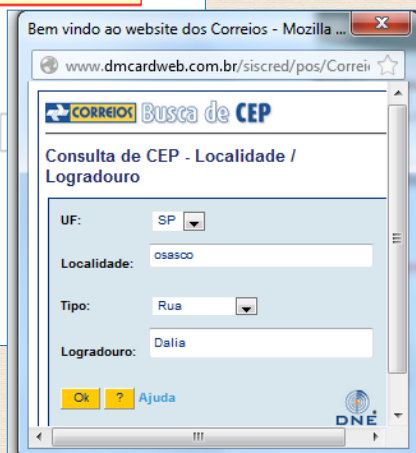 Bem vindo ao website dos Correios - Mozilla ...
www.dmcardweb.com.br/siscred/pos/Correi
CORREIOS Busca de CEP
Consulta de CEP - Localidade /
Logradouro
UF: SP
Localidade: osasco
Tipo: Rua
Logradouro: Dalia
Ok ? Ajuda
DNE